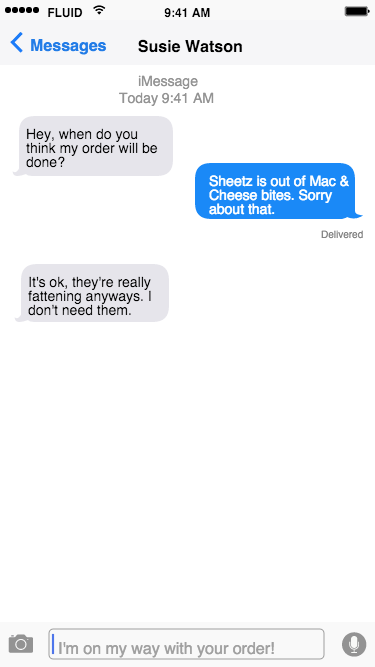 FLUID 9:41 AM
Messages Susie Watson
iMessage
Today 9:41 AM
Hey, when do you
think my order will be
done?
Sheetz is out of Mac &
Cheese bites. Sorry
about that.
Delivered
It's ok, they're really
fattening anyways. I
don't need them.
I'm on my way with your order!